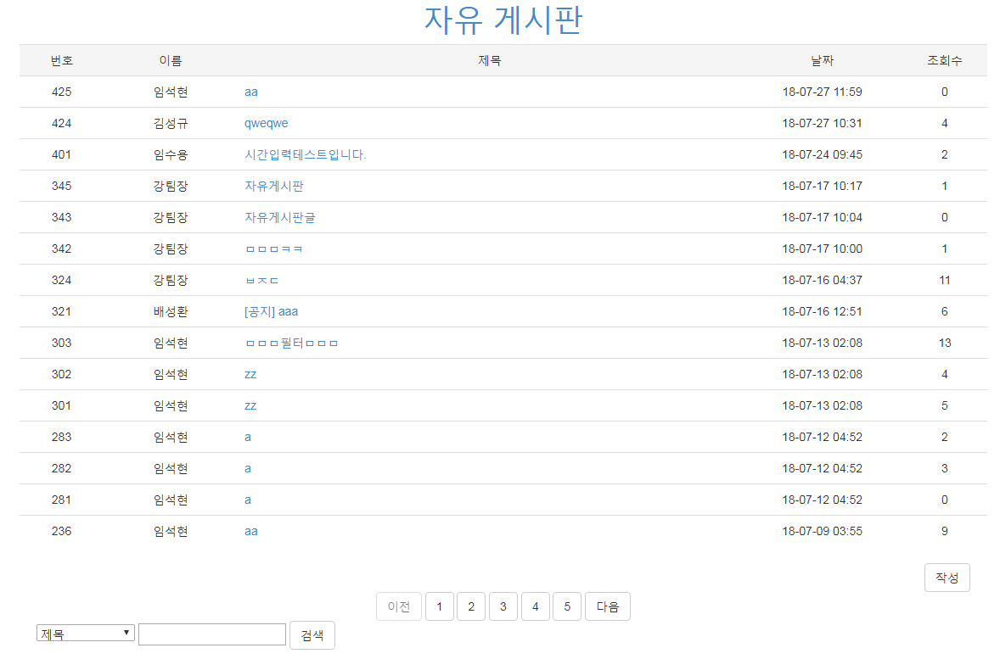 자유 게시판
번호 이름 제목 날짜 조회수
425 임석현 aa 18-07-27 11:59 0
424 김성규 qweqwe 18-07-27 10:31 4
401 임수용 시간입력테스트입니다. 18-07-24 09:45 2
345 강팀장 자유게시판 18-07-17 10:17 1
343 강팀장 자유게시판글 18-07-17 10:04 0
342 강팀장 ㅁㅁㅁㅋㅋ 18-07-17 10:00 1
324 강팀장 ㅂㅈㄷ 18-07-16 04:37 11
321 배성환 [공지] aaa 18-07-16 12:51 6
303 임석현 ㅁㅁㅁ필터ㅁㅁㅁ 18-07-13 02:08 13
302 임석현 zz 18-07-13 02:08 4
301 임석현 zz 18-07-13 02:08 5
283 임석현 a 18-07-12 04:52 2
282 임석현 a 18-07-12 04:52 3
281 임석현 a 18-07-12 04:52 0
236 임석현 aa 18-07-09 03:55 9
작성
이전 1 2 3 4 5 다음
제목 검색